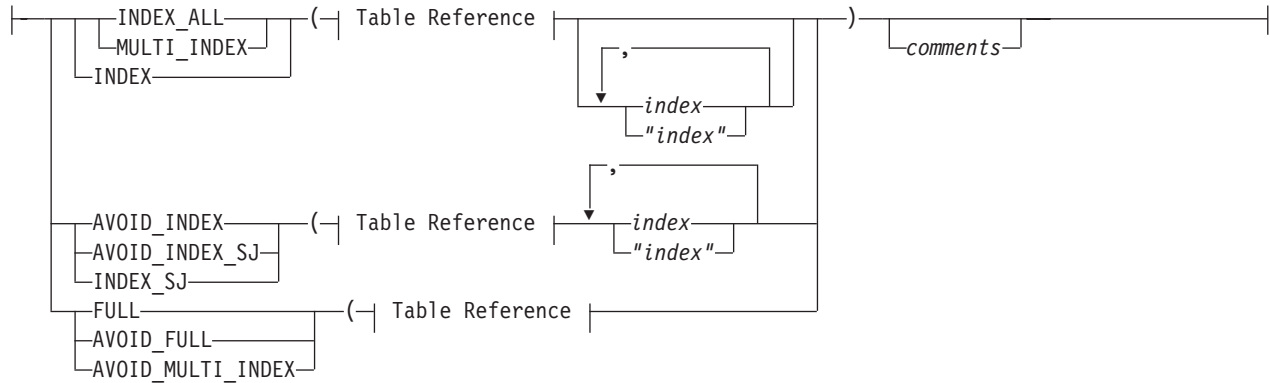 INDEX_ALL ( Table Reference )
MULTI_INDEX , comments
INDEX
index
"index"
,
AVOID_INDEX ( Table Reference index
AVOID_INDEX_SJ "index"
INDEX_SJ
FULL ( Table Reference
AVOID_FULL
AVOID_MULTI_INDEX